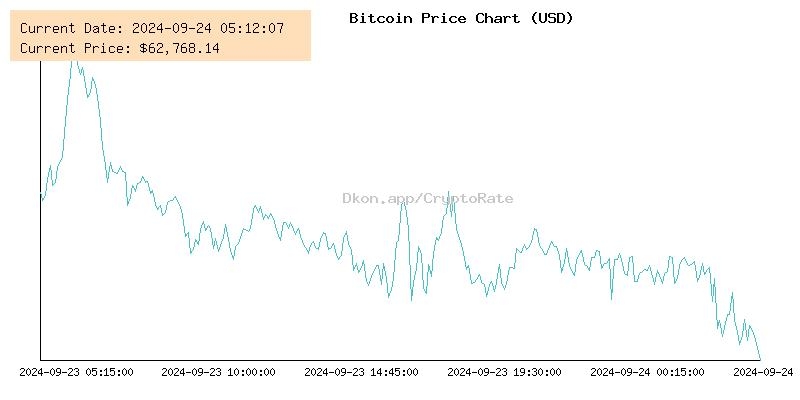 Bitcoin Price Chart (USD)
Current Date: 2024-09-24 05:12:07
Current Price: $62,768.14
Dkon.app/CryptoRate
2024-09-23 05:15:00 2024-09-23 10:00:00 2024-09-23 14:45:00 2024-09-23 19:30:00 2024-09-24 00:15:00 2024-09-24